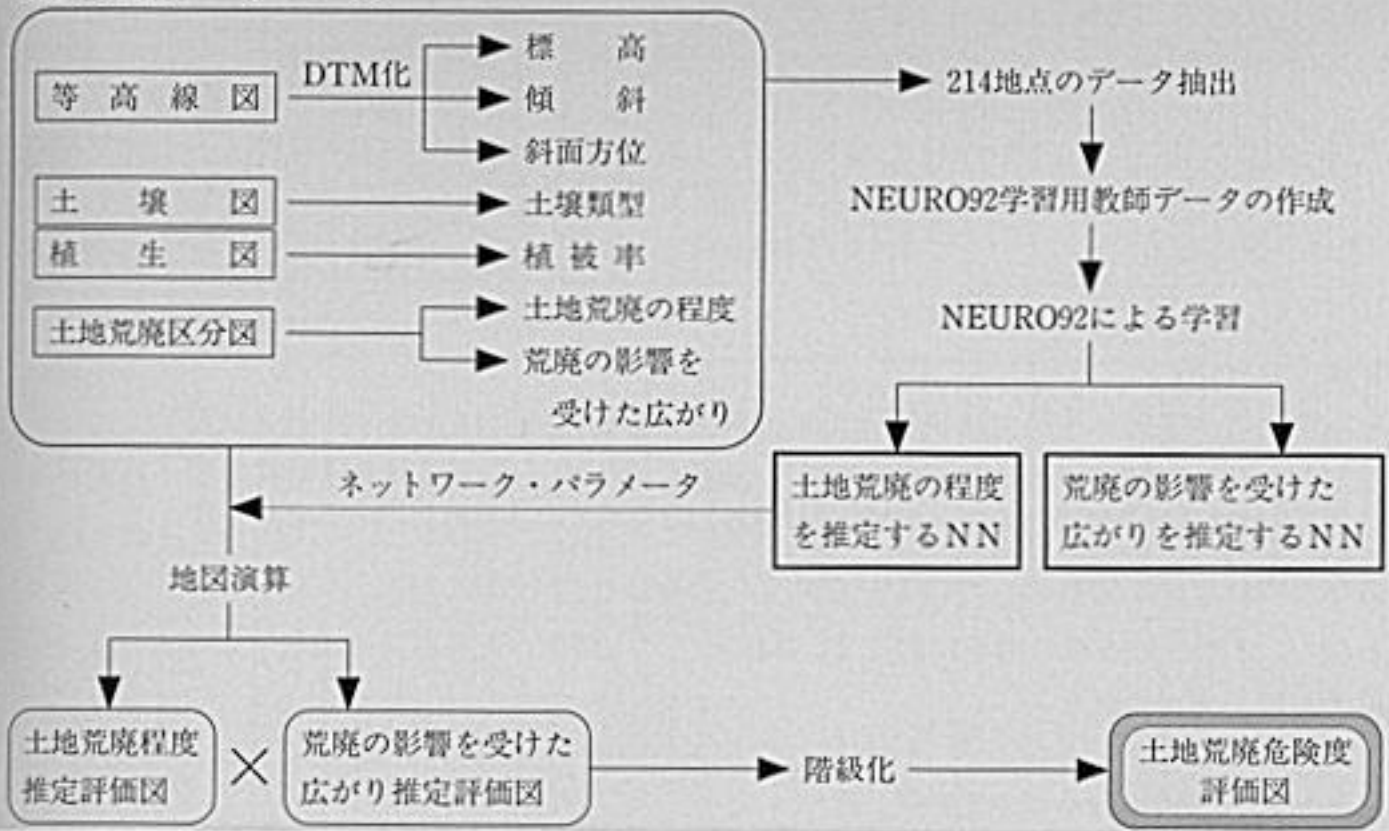 等高線図
DTM化
標高
傾斜
斜面方位
土壌図
土壌類型
植生図
植被率
土地荒廃区分図
土地荒廃の程度
荒廃の影響を
受けた広がり
214地点のデータ抽出
NEURO92学習用教師データの作成
NEURO92による学習
土地荒廃の程度
を推定するNN
荒廃の影響を受けた
広がりを推定するNN
ネットワーク・パラメータ
地図演算
土地荒廃程度
推定評価図
×
荒廃の影響を受けた
広がり推定評価図
階級化
土地荒廃危険度
評価図